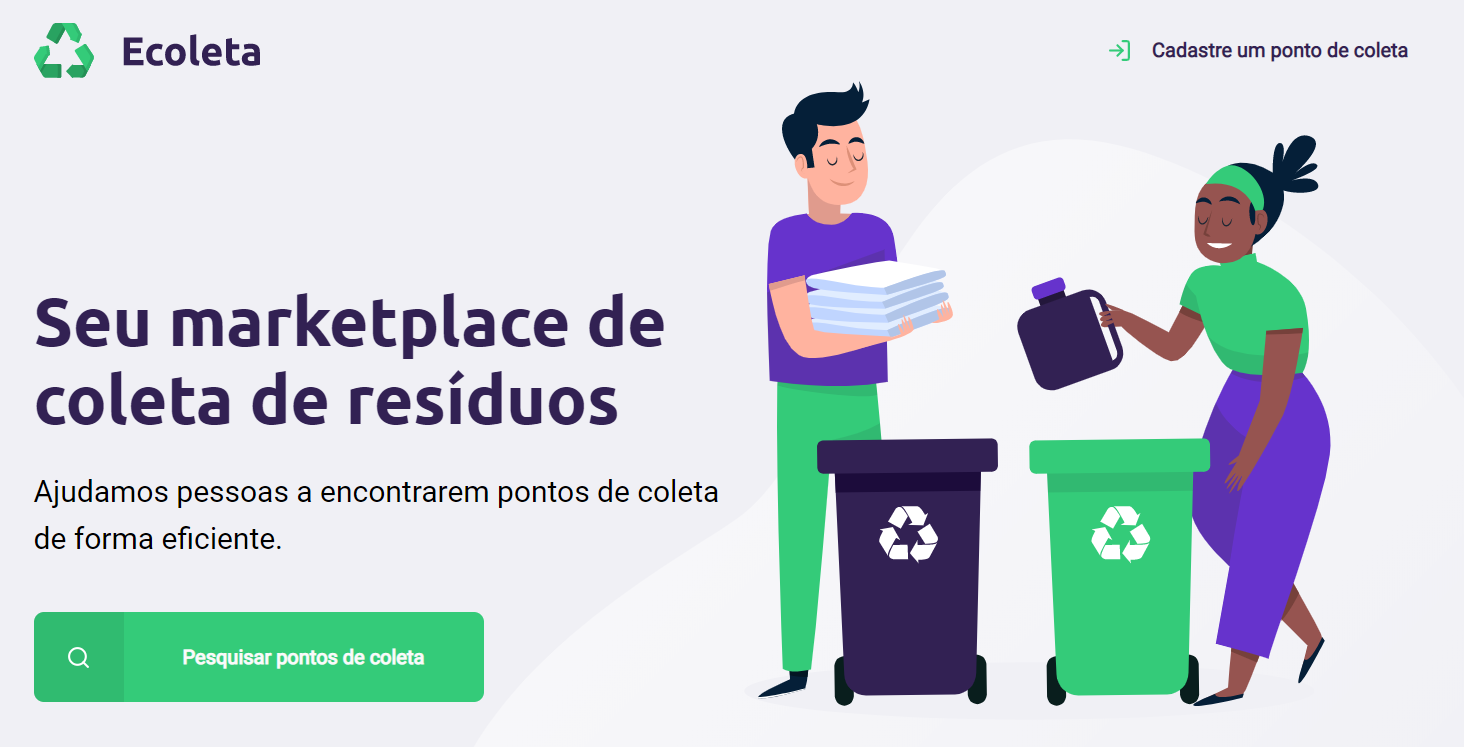 Ecoleta
Cadastre um ponto de coleta
Seu marketplace de
coleta de resíduos
Ajudamos pessoas a encontrarem pontos de coleta
de forma eficiente.
Pesquisar pontos de coleta